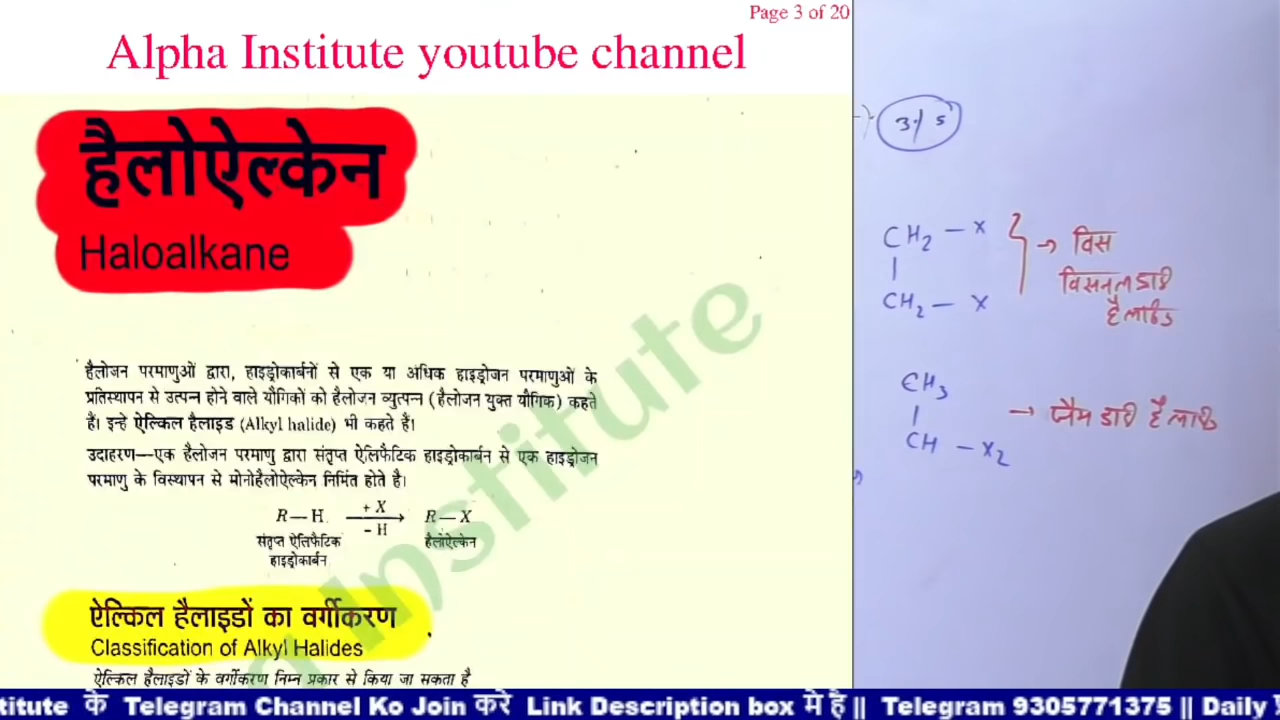 Page 3 of 20
Alpha Institute youtube channel
हैलोऐल्केन
Haloalkane
हैलोजन परमाणुओं द्वारा, हाइड्रोकार्बनों से एक या अधिक हाइड्रोजन परमाणुओं के
प्रतिस्थापन से उत्पन्न होने वाले यौगिकों को हैलोजन व्युत्पन्न (हैलोजन युक्त यौगिक) कहते
हैं। इन्हे ऐल्किल हैलाइड (Alkyl halide) भी कहते हैं।
उदाहरण—एक हैलोजन परमाणु द्वारा संतृप्त ऐलिफैटिक हाइड्रोकार्बन से एक हाइड्रोजन
परमाणु के विस्थापन से मोनोहैलोऐल्केन निर्मित होते है।
+ X
R—H → R—X
– H
संतृप्त ऐलिफैटिक हैलोऐल्केन
हाइड्रोकार्बन
ऐल्किल हैलाइडों का वर्गीकरण
Classification of Alkyl Halides
ऐल्किल हैलाइडों के वर्गीकरण निम्न प्रकार से किया जा सकता है
Institute
CH2 – X → विस
CH2 – X
CH3
CH – X2
titute के Telegram Channel Ko Join करे Link Description box मे है || Telegram 9305771375 || Daily